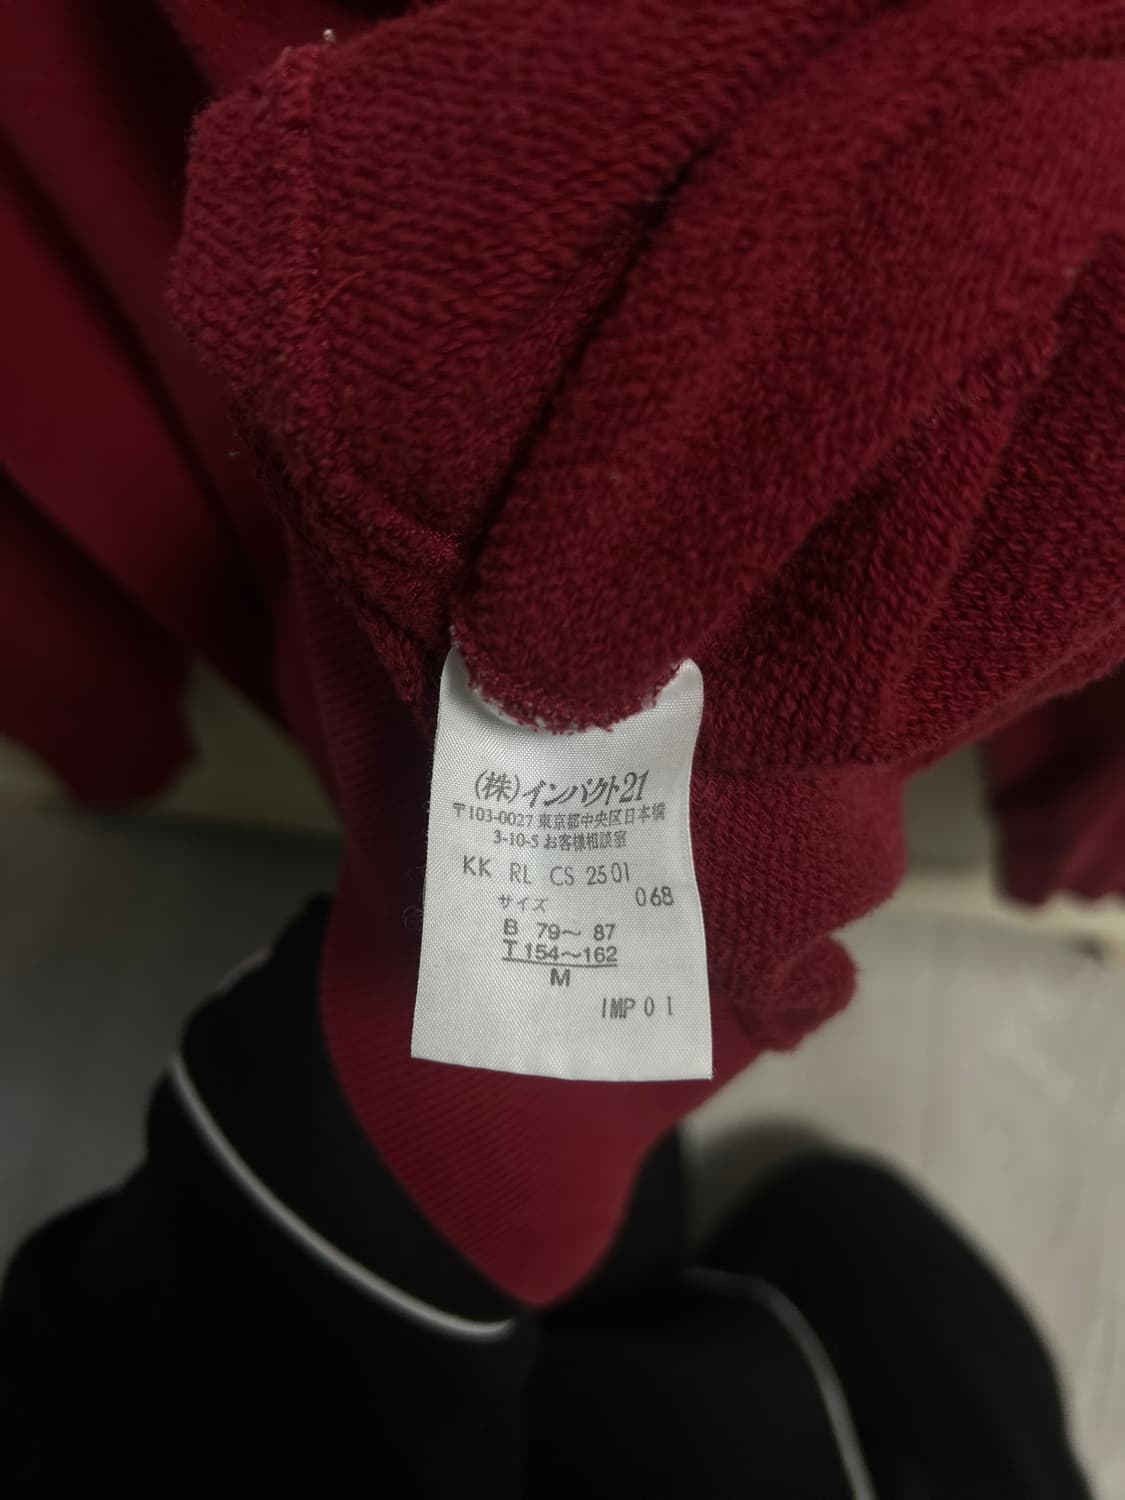 (株)インパクト21
〒103-0027 東京都中央区日本橋
3-10-5 お客様相談室
KK RL CS 2501
068
サイズ
B 79〜 87
T 154〜162
M
IMP 01